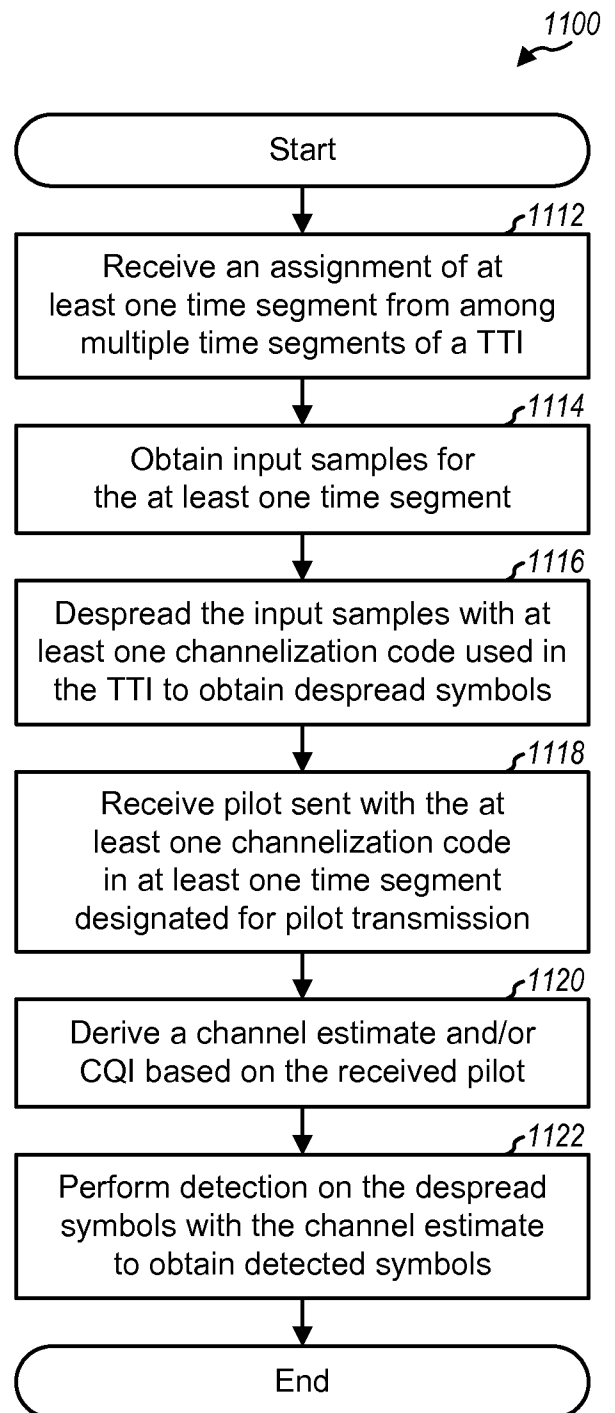 1100
Start
1112
Receive an assignment of at
least one time segment from among
multiple time segments of a TTI
1114
Obtain input samples for
the at least one time segment
1116
Despread the input samples with at
least one channelization code used in
the TTI to obtain despread symbols
1118
Receive pilot sent with the at
least one channelization code
in at least one time segment
designated for pilot transmission
1120
Derive a channel estimate and/or
CQI based on the received pilot
1122
Perform detection on the despread
symbols with the channel estimate
to obtain detected symbols
End